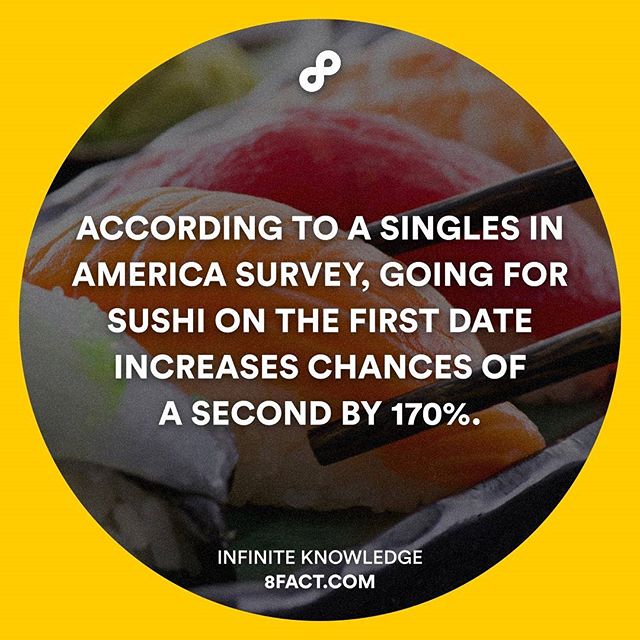 ACCORDING TO A SINGLES IN
AMERICA SURVEY, GOING FOR
SUSHI ON THE FIRST DATE
INCREASES CHANCES OF
A SECOND BY 170%.
INFINITE KNOWLEDGE
8FACT.COM